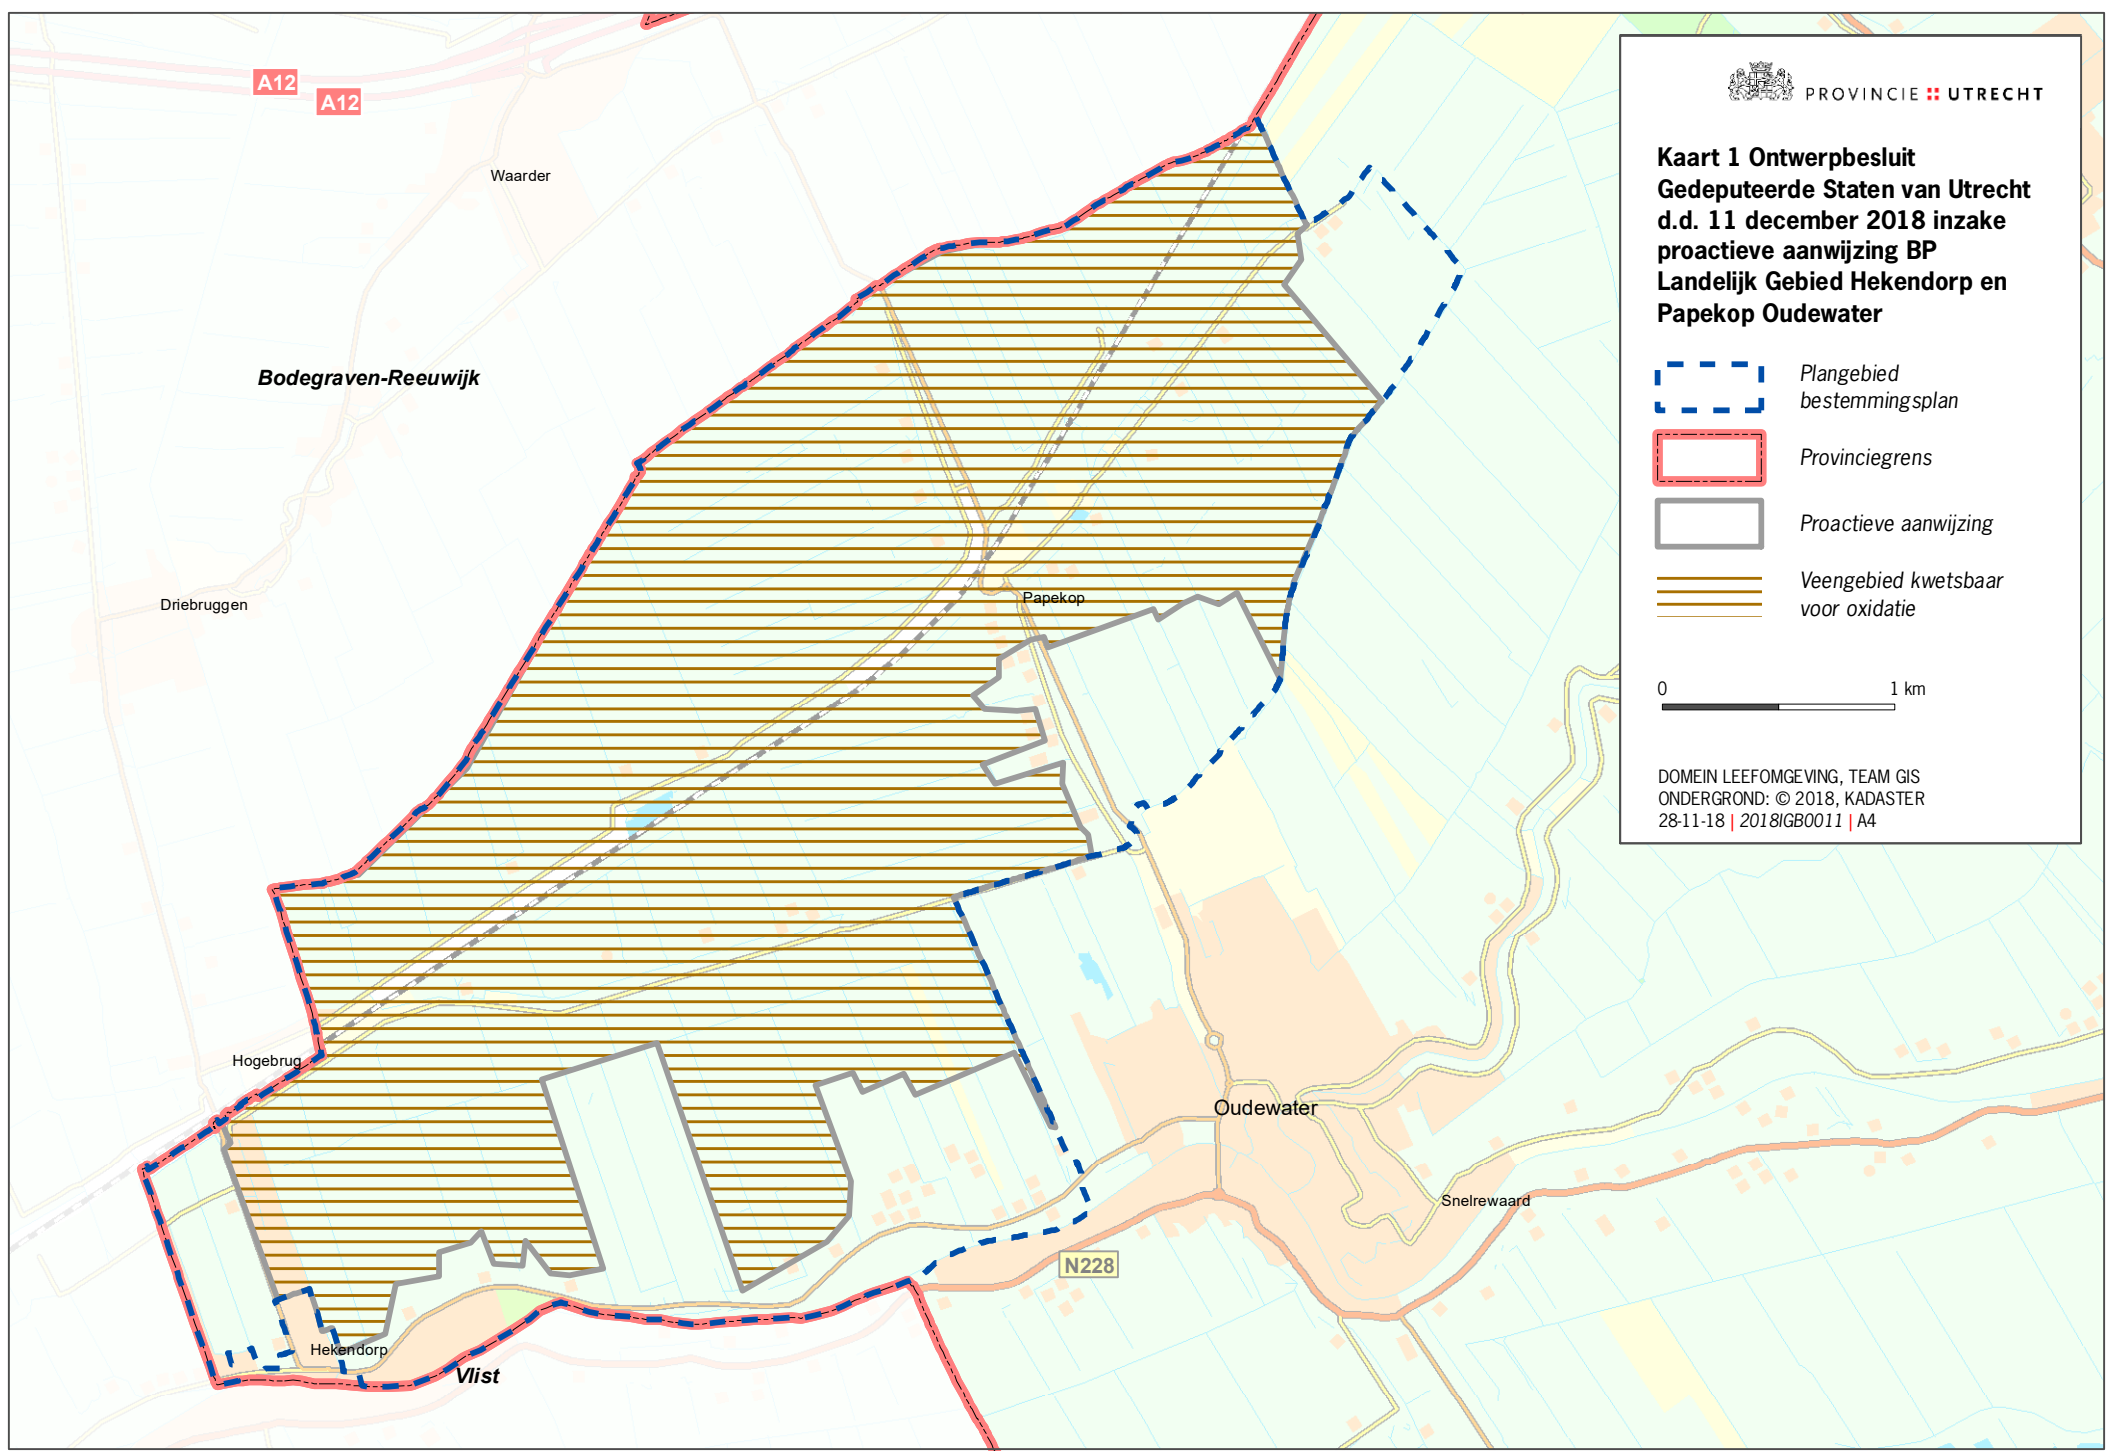 A12
A12
Waarder
Bodegraven-Reeuwijk
Driebruggen
Papekop
Hogebrug
Oudewater
Snelrewaard
N228
Hekendorp
Vlist
PROVINCIE UTRECHT
Kaart 1 Ontwerpbesluit
Gedeputeerde Staten van Utrecht
d.d. 11 december 2018 inzake
proactieve aanwijzing BP
Landelijk Gebied Hekendorp en
Papekop Oudewater
Plangebied
bestemmingsplan
Provinciegrens
Proactieve aanwijzing
Veengebied kwetsbaar
voor oxidatie
0 1 km
DOMEIN LEEFOMGEVING, TEAM GIS
ONDERGROND: © 2018, KADASTER
28-11-18 | 2018IGB0011 | A4